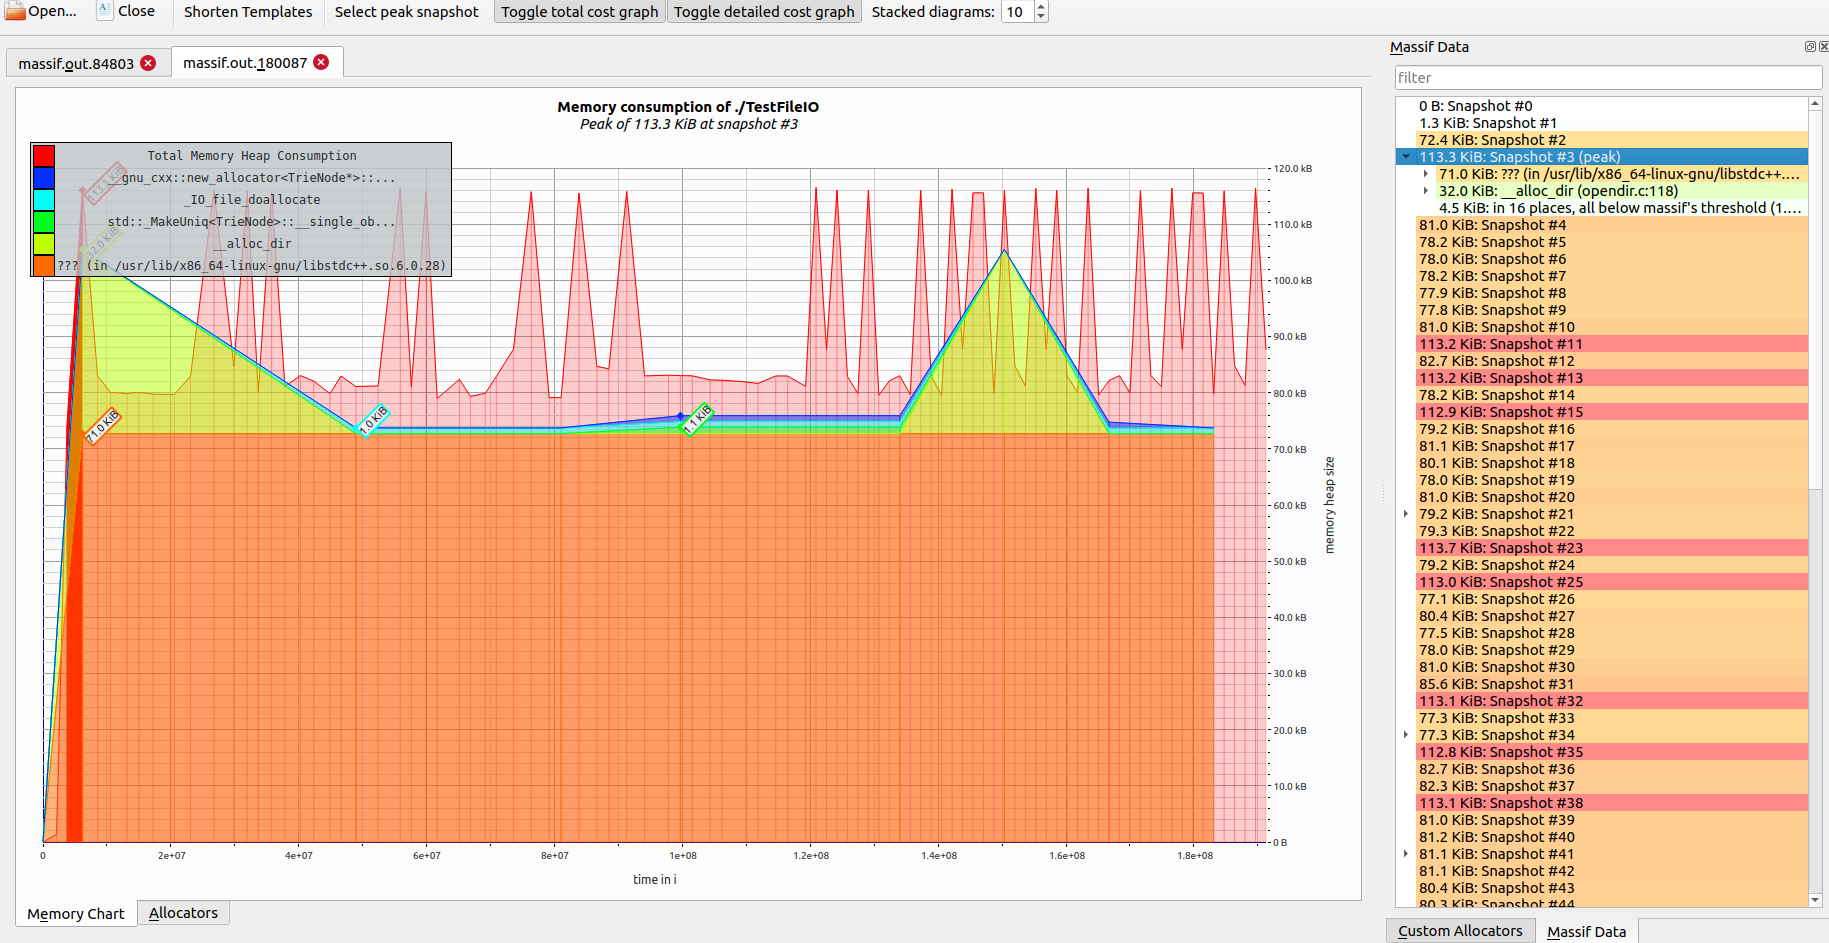 Open... Close Shorten Templates Select peak snapshot Toggle total cost graph Toggle detailed cost graph Stacked diagrams: 10
massif.out.84803 massif.out.180087
Memory consumption of ./TestFileIO
Peak of 113.3 KiB at snapshot #3
Total Memory Heap Consumption
__gnu_cxx::new_allocator<TrieNode*>::...
_IO_file_doallocate
std::_MakeUniq<TrieNode>::__single_ob...
__alloc_dir
??? (in /usr/lib/x86_64-linux-gnu/libstdc++.so.6.0.28)
113.3 KiB
32.0 KiB
71.0 KiB
1.0 KiB
1.1 KiB
120.0 kB
110.0 kB
100.0 kB
90.0 kB
80.0 kB
70.0 kB
60.0 kB
50.0 kB
40.0 kB
30.0 kB
20.0 kB
10.0 kB
0 B
memory heap size
0 2e+07 4e+07 6e+07 8e+07 1e+08 1.2e+08 1.4e+08 1.6e+08 1.8e+08
time in i
Memory Chart Allocators
Massif Data
filter
0 B: Snapshot #0
1.3 KiB: Snapshot #1
72.4 KiB: Snapshot #2
113.3 KiB: Snapshot #3 (peak)
71.0 KiB: ??? (in /usr/lib/x86_64-linux-gnu/libstdc++....
32.0 KiB: __alloc_dir (opendir.c:118)
4.5 KiB: in 16 places, all below massif's threshold (1....
81.0 KiB: Snapshot #4
78.2 KiB: Snapshot #5
78.0 KiB: Snapshot #6
78.2 KiB: Snapshot #7
77.9 KiB: Snapshot #8
77.8 KiB: Snapshot #9
81.0 KiB: Snapshot #10
113.2 KiB: Snapshot #11
82.7 KiB: Snapshot #12
113.2 KiB: Snapshot #13
78.2 KiB: Snapshot #14
112.9 KiB: Snapshot #15
79.2 KiB: Snapshot #16
81.1 KiB: Snapshot #17
80.1 KiB: Snapshot #18
78.0 KiB: Snapshot #19
81.0 KiB: Snapshot #20
79.2 KiB: Snapshot #21
79.3 KiB: Snapshot #22
113.7 KiB: Snapshot #23
79.2 KiB: Snapshot #24
113.0 KiB: Snapshot #25
77.1 KiB: Snapshot #26
80.4 KiB: Snapshot #27
77.5 KiB: Snapshot #28
78.0 KiB: Snapshot #29
81.0 KiB: Snapshot #30
85.6 KiB: Snapshot #31
113.1 KiB: Snapshot #32
77.3 KiB: Snapshot #33
77.3 KiB: Snapshot #34
112.8 KiB: Snapshot #35
82.7 KiB: Snapshot #36
82.3 KiB: Snapshot #37
113.1 KiB: Snapshot #38
81.0 KiB: Snapshot #39
81.2 KiB: Snapshot #40
81.1 KiB: Snapshot #41
81.1 KiB: Snapshot #42
80.4 KiB: Snapshot #43
80.3 KiB: Snapshot #44
Custom Allocators Massif Data